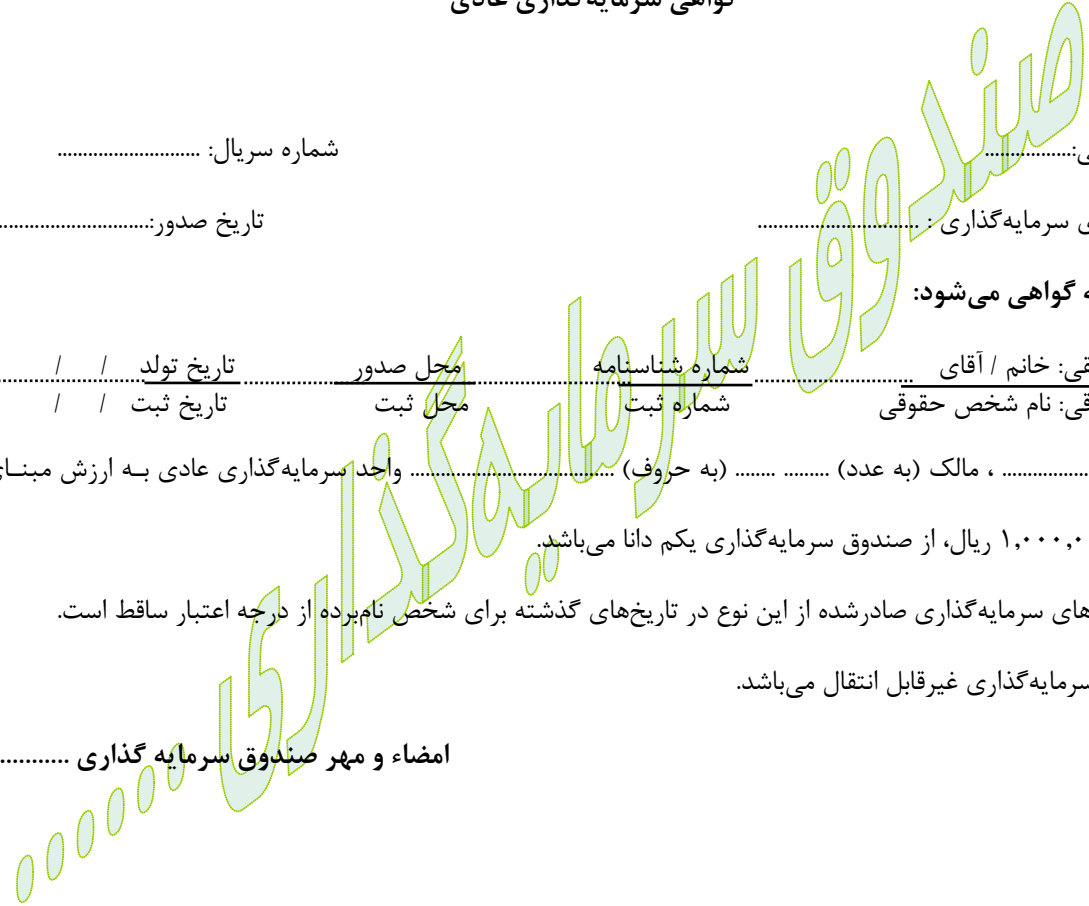 گواهی سرمایه‌گذاری عادی
ی:................. شماره سریال: ............................
ی سرمایه‌گذاری : ................................ تاریخ صدور:..............................
ه گواهی می‌شود:
قی: خانم / آقای ................................ شماره شناسنامه ............................ محل صدور ..................... تاریخ تولد / /
قی: نام شخص حقوقی شماره ثبت محل ثبت تاریخ ثبت / /
................. ، مالک (به عدد) ......... ........ (به حروف) ........................................ واحد سرمایه‌گذاری عادی بـه ارزش مبنـای
۱,۰۰۰,۰ ریال، از صندوق سرمایه‌گذاری یکم دانا می‌باشد.
های سرمایه‌گذاری صادرشده از این نوع در تاریخ‌های گذشته برای شخص نام‌برده از درجه اعتبار ساقط است.
سرمایه‌گذاری غیرقابل انتقال می‌باشد.
امضاء و مهر صندوق سرمایه گذاری ...........
صندوق سرمایه‌گذاری ......